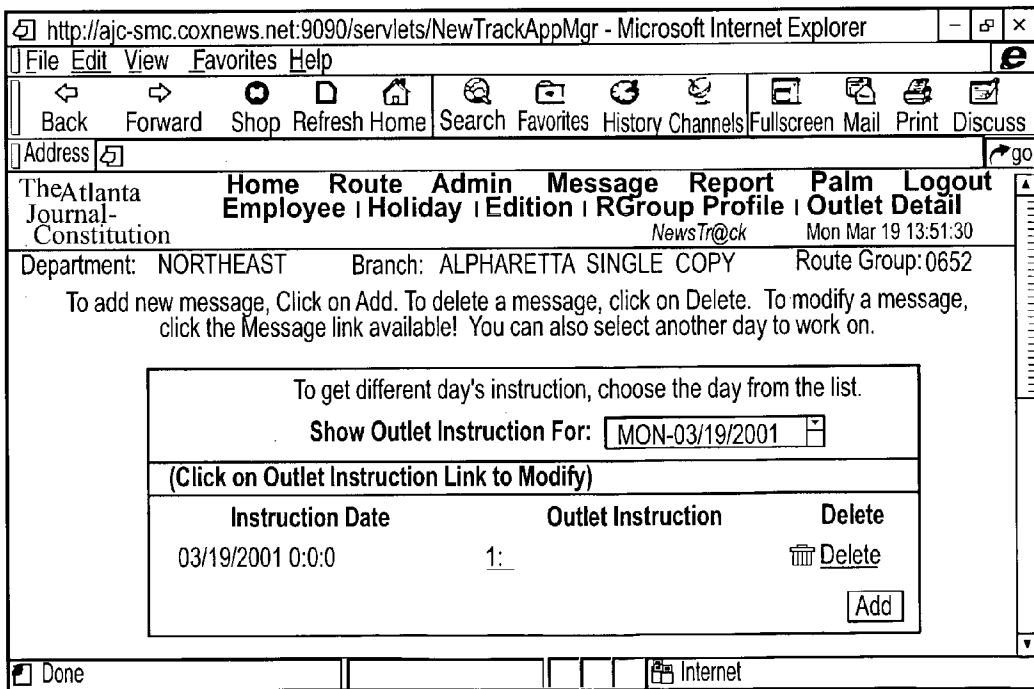 http://ajc-smc.coxnews.net:9090/servlets/NewTrackAppMgr - Microsoft Internet Explorer
File Edit View Favorites Help
Back Forward Shop Refresh Home Search Favorites History Channels Fullscreen Mail Print Discuss
Address go
The Atlanta Journal-Constitution
Home Route Admin Message Report Palm Logout
Employee | Holiday | Edition | RGroup Profile | Outlet Detail
NewsTr@ck Mon Mar 19 13:51:30
Department: NORTHEAST Branch: ALPHARETTA SINGLE COPY Route Group: 0652
To add new message, Click on Add. To delete a message, click on Delete. To modify a message,
click the Message link available! You can also select another day to work on.
To get different day's instruction, choose the day from the list.
Show Outlet Instruction For: MON-03/19/2001
(Click on Outlet Instruction Link to Modify)
Instruction Date Outlet Instruction Delete
03/19/2001 0:0:0 1: Delete
Add
Done Internet